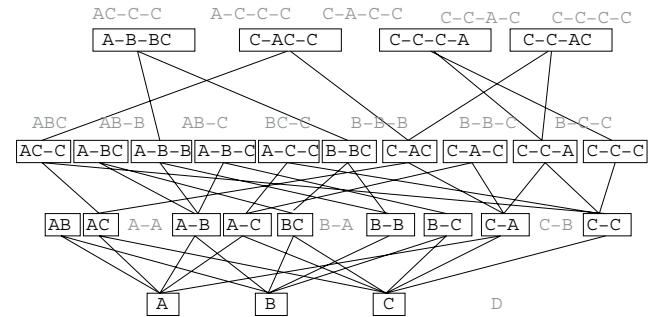 AC-C-C A-C-C-C C-A-C-C C-C-A-C C-C-C-C
A-B-BC C-AC-C C-C-C-A C-C-AC
ABC AB-B AB-C BC-C B-B-B B-B-C B-C-C
AC-C A-BC A-B-B A-B-C A-C-C B-BC C-AC C-A-C C-C-A C-C-C
AB AC A-A A-B A-C BC B-A B-B B-C C-A C-B C-C
A B C D